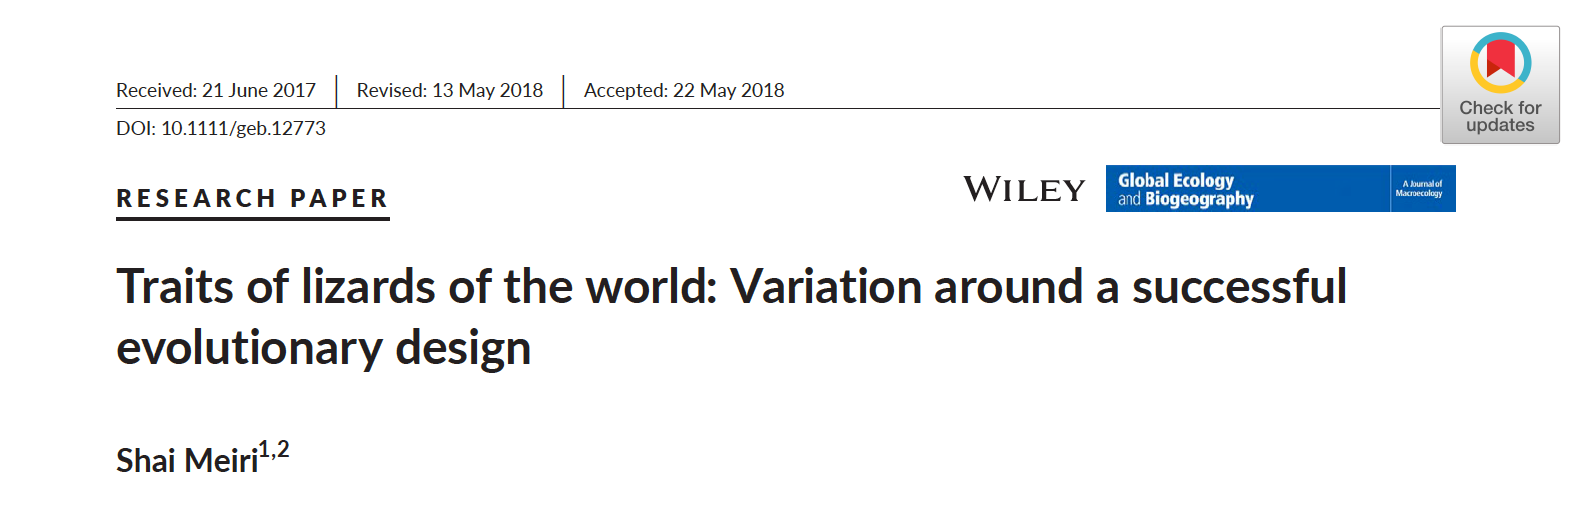 Received: 21 June 2017 | Revised: 13 May 2018 | Accepted: 22 May 2018
DOI: 10.1111/geb.12773
Check for
updates
RESEARCH PAPER
WILEY
Global Ecology
and Biogeography
A Journal of
Macroecology
Traits of lizards of the world: Variation around a successful
evolutionary design
Shai Meiri1,2